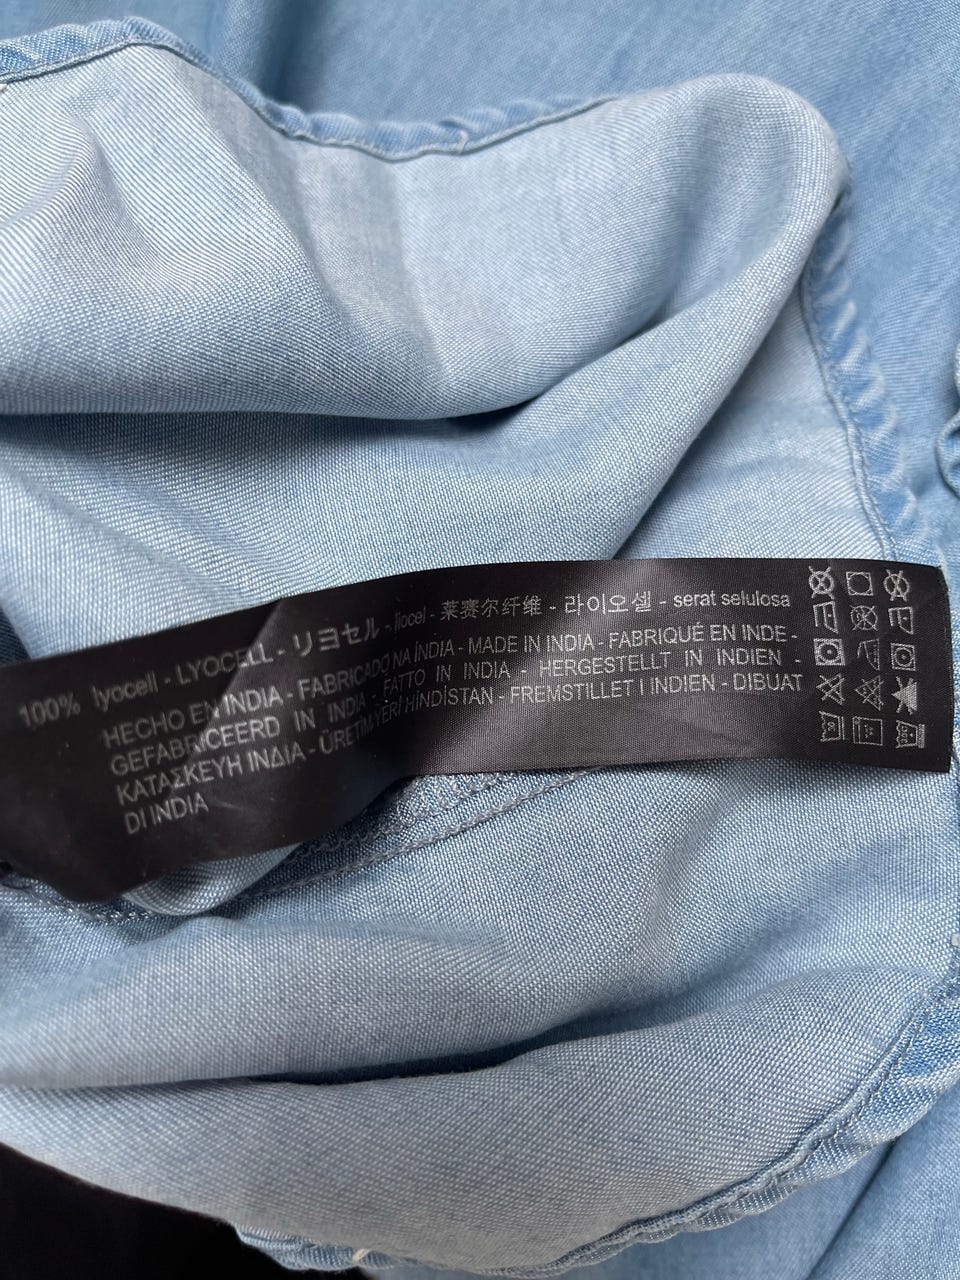 100% lyocell - LYOCELL - リヨセル - liocel - 莱赛尔纤维 - 라이오셀 - serat selulosa
HECHO EN INDIA - FABRICADO NA ÍNDIA - MADE IN INDIA - FABRIQUÉ EN INDE -
GEFABRICEERD IN INDIA - FATTO IN INDIA - HERGESTELLT IN INDIEN -
ΚΑΤΑΣΚΕΥΗ ΙΝΔΙΑ - ÜRETİM YERİ HİNDİSTAN - FREMSTILLET I INDIEN - DIBUAT
DI INDIA